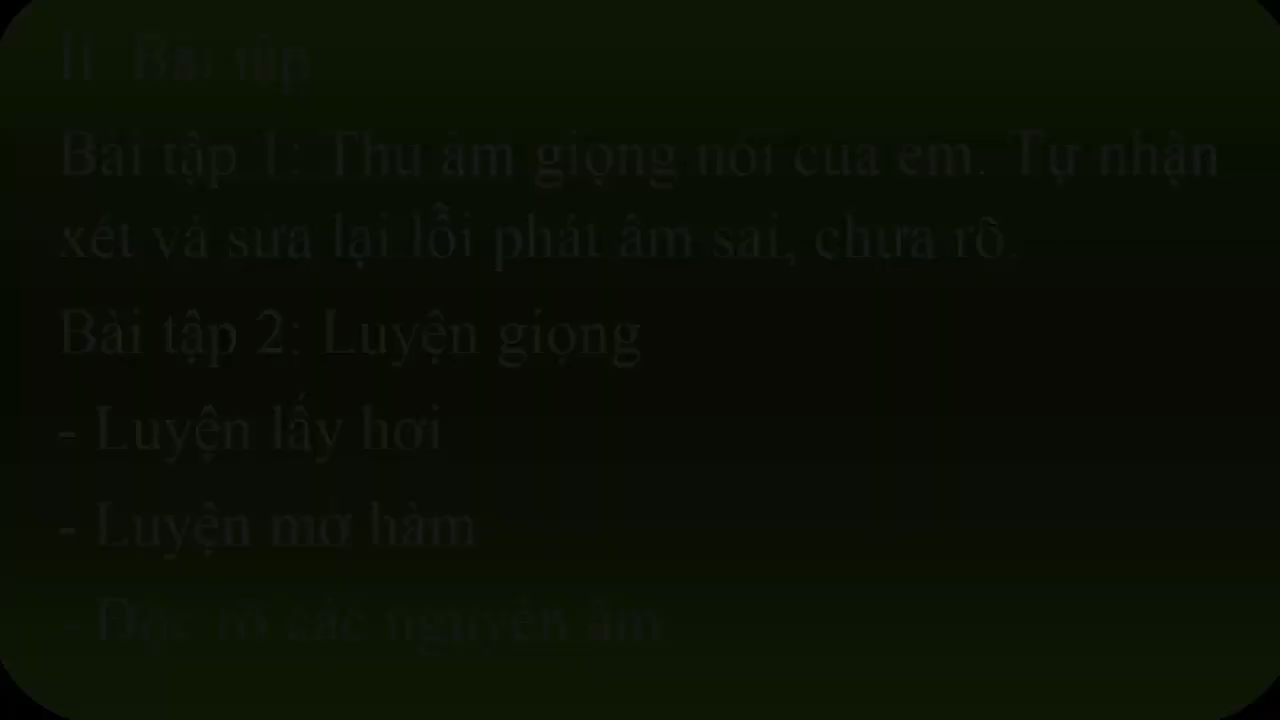 II. Bài tập
Bài tập 1: Thu âm giọng nói của em. Tự nhận
xét và sửa lại lỗi phát âm sai, chưa rõ.
Bài tập 2: Luyện giọng
- Luyện lấy hơi
- Luyện mở hàm
- Đọc rõ các nguyên âm